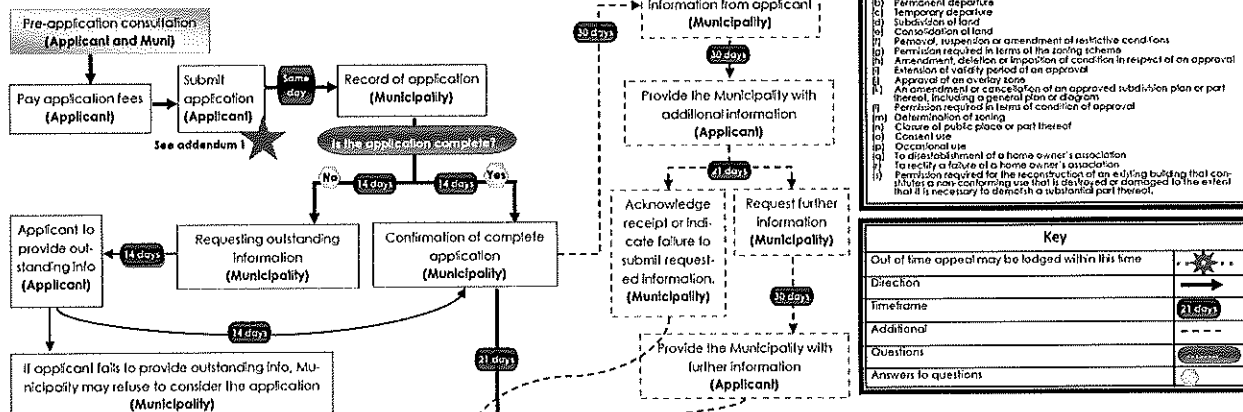 Pre-application consultation
(Applicant and Muni)
Pay application fees
(Applicant)
Submit
application
(Applicant)
See addendum 1
Same
day
Record of application
(Municipality)
Is the application complete?
No
14 days
14 days
Yes
Applicant to
provide out-
standing info
(Applicant)
14 days
Requesting outstanding
information
(Municipality)
Confirmation of complete
application
(Municipality)
14 days
21 days
If applicant fails to provide outstanding info, Mu-
nicipality may refuse to consider the application
(Municipality)
30 days
information from applicant
(Municipality)
30 days
Provide the Municipality with
additional information
(Applicant)
21 days
Acknowledge
receipt or indi-
cate failure to
submit request-
ed information.
(Municipality)
Request further
information
(Municipality)
30 days
Provide the Municipality with
further information
(Applicant)
(b) Permanent departure
(c) Temporary departure
(d) Subdivision of land
(e) Consolidation of land
(f) Removal, suspension or amendment of restrictive conditions
(g) Permission required in terms of the zoning scheme
(h) Amendment, deletion or imposition of condition in respect of an approval
(i) Extension of validity period of an approval
(j) Approval of an overlay zone
(k) An amendment or cancellation of an approved subdivision plan or part
thereof, including a general plan or diagram
(l) Permission required in terms of condition of approval
(m) Determination of zoning
(n) Closure of public place or part thereof
(o) Consent use
(p) Occasional use
(q) To disestablishment of a home owner's association
(r) To rectify a failure of a home owner's association
(s) Permission required for the reconstruction of an existing building that con-
stitutes a non-conforming use that is destroyed or damaged to the extent
that it is necessary to demolish a substantial part thereof.
Key
Out of time appeal may be lodged within this time
Direction
Timeframe
21 days
Additional
Questions
Answers to questions